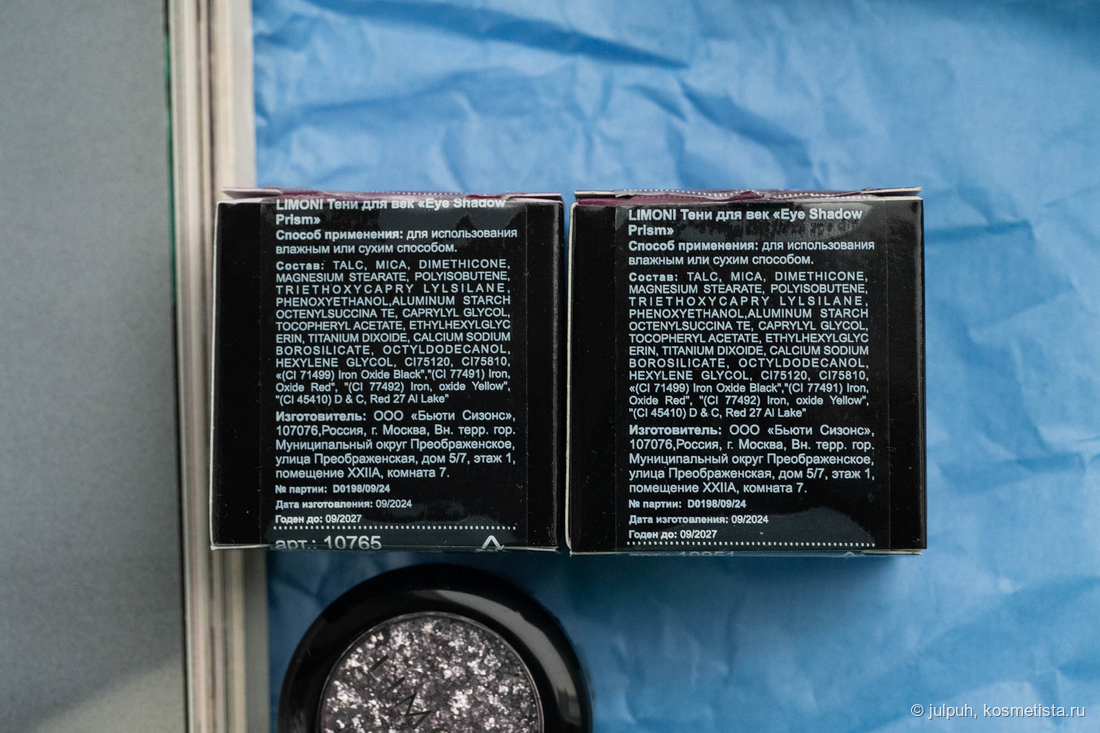 LIMONI Тени для век «Eye Shadow
Prism»
Способ применения: для использования
влажным или сухим способом.
Состав: TALC, MICA, DIMETHICONE,
MAGNESIUM STEARATE, POLYISOBUTENE,
TRIETHOXYCAPRY LYLSILANE,
PHENOXYETHANOL,ALUMINUM STARCH
OCTENYLSUCCINA TE, CAPRYLYL GLYCOL,
TOCOPHERYL ACETATE, ETHYLHEXYLGLYC
ERIN, TITANIUM DIXOIDE, CALCIUM SODIUM
BOROSILICATE, OCTYLDODECANOL,
HEXYLENE GLYCOL, CI75120, CI75810,
«(CI 71499) Iron Oxide Black","(CI 77491) Iron,
Oxide Red", "(CI 77492) Iron, oxide Yellow",
"(CI 45410) D & C, Red 27 Al Lake"
Изготовитель: ООО «Бьюти Сизонс»,
107076,Россия, г. Москва, Вн. терр. гор.
Муниципальный округ Преображенское,
улица Преображенская, дом 5/7, этаж 1,
помещение XXIIA, комната 7.
№ партии: D0198/09/24
Дата изготовления: 09/2024
Годен до: 09/2027
арт.: 10765
LIMONI Тени для век «Eye Shadow
Prism»
Способ применения: для использования
влажным или сухим способом.
Состав: TALC, MICA, DIMETHICONE,
MAGNESIUM STEARATE, POLYISOBUTENE,
TRIETHOXYCAPRY LYLSILANE,
PHENOXYETHANOL,ALUMINUM STARCH
OCTENYLSUCCINA TE, CAPRYLYL GLYCOL,
TOCOPHERYL ACETATE, ETHYLHEXYLGLYC
ERIN, TITANIUM DIXOIDE, CALCIUM SODIUM
BOROSILICATE, OCTYLDODECANOL,
HEXYLENE GLYCOL, CI75120, CI75810,
«(CI 71499) Iron Oxide Black","(CI 77491) Iron,
Oxide Red", "(CI 77492) Iron, oxide Yellow",
"(CI 45410) D & C, Red 27 Al Lake"
Изготовитель: ООО «Бьюти Сизонс»,
107076,Россия, г. Москва, Вн. терр. гор.
Муниципальный округ Преображенское,
улица Преображенская, дом 5/7, этаж 1,
помещение XXIIA, комната 7.
№ партии: D0198/09/24
Дата изготовления: 09/2024
Годен до: 09/2027
© julpuh, kosmetista.ru